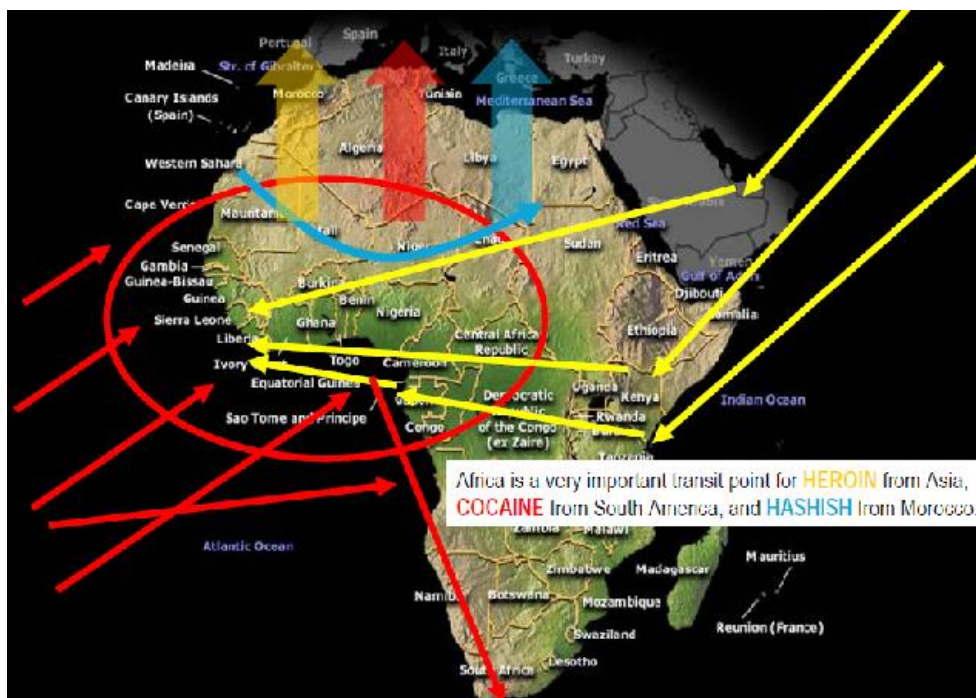 Portugal
Spain
Italy
Turkey
Greece
Madeira
Str. of Gibraltar
Morocco
Tunisia
Mediterranean Sea
Canary Islands
(Spain)
Algeria
Libya
Egypt
Western Sahara
Cape Verde
Red Sea
Niger
Sudan
Yemen
Eritrea
Gulf of Aden
Senegal
Gambia
Guinea-Bissau
Burkina
Djibouti
Guinea
Benin
Nigeria
Somalia
Sierra Leone
Ghana
Ethiopia
Liberia
Central African
Republic
Ivory
Togo
Cameroon
Equatorial Guinea
Uganda
Kenya
Indian Ocean
Sao Tome and Principe
Rwanda
Congo
Democratic
Republic
of the Congo
(ex Zaire)
Tanzania
Africa is a very important transit point for HEROIN from Asia,
COCAINE from South America, and HASHISH from Morocco.
Atlantic Ocean
Zambia
Malawi
Mauritius
Zimbabwe
Madagascar
Botswana
Mozambique
Reunion (France)
Swaziland
Lesotho
South Africa